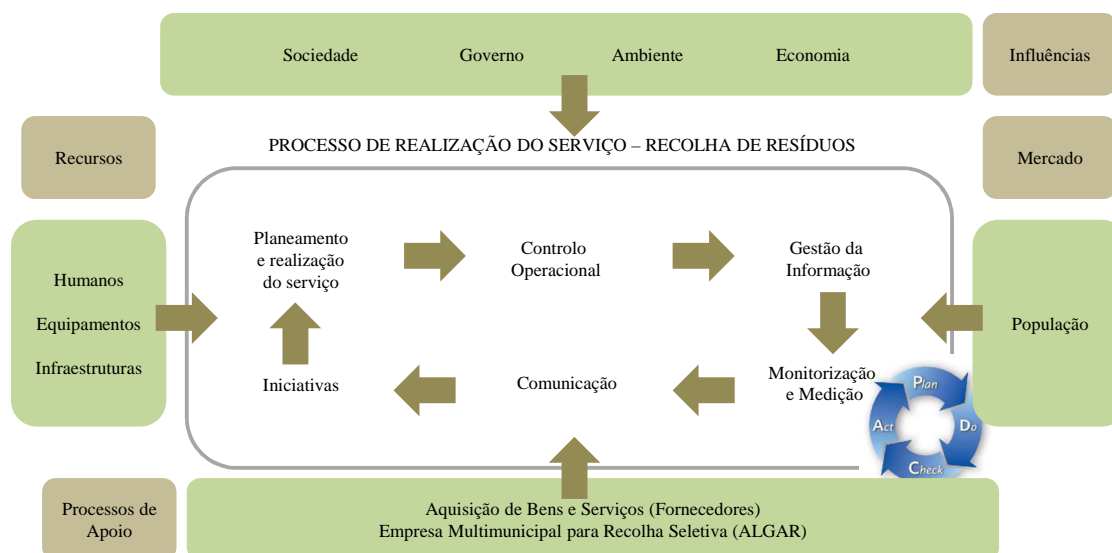 Sociedade Governo Ambiente Economia
Influências
Recursos
PROCESSO DE REALIZAÇÃO DO SERVIÇO – RECOLHA DE RESÍDUOS
Mercado
Humanos
Equipamentos
Infraestruturas
Planeamento
e realização
do serviço
Controlo
Operacional
Gestão da
Informação
População
Iniciativas
Comunicação
Monitorização
e Medição
Plan
Do
Check
Act
Processos de
Apoio
Aquisição de Bens e Serviços (Fornecedores)
Empresa Multimunicipal para Recolha Seletiva (ALGAR)